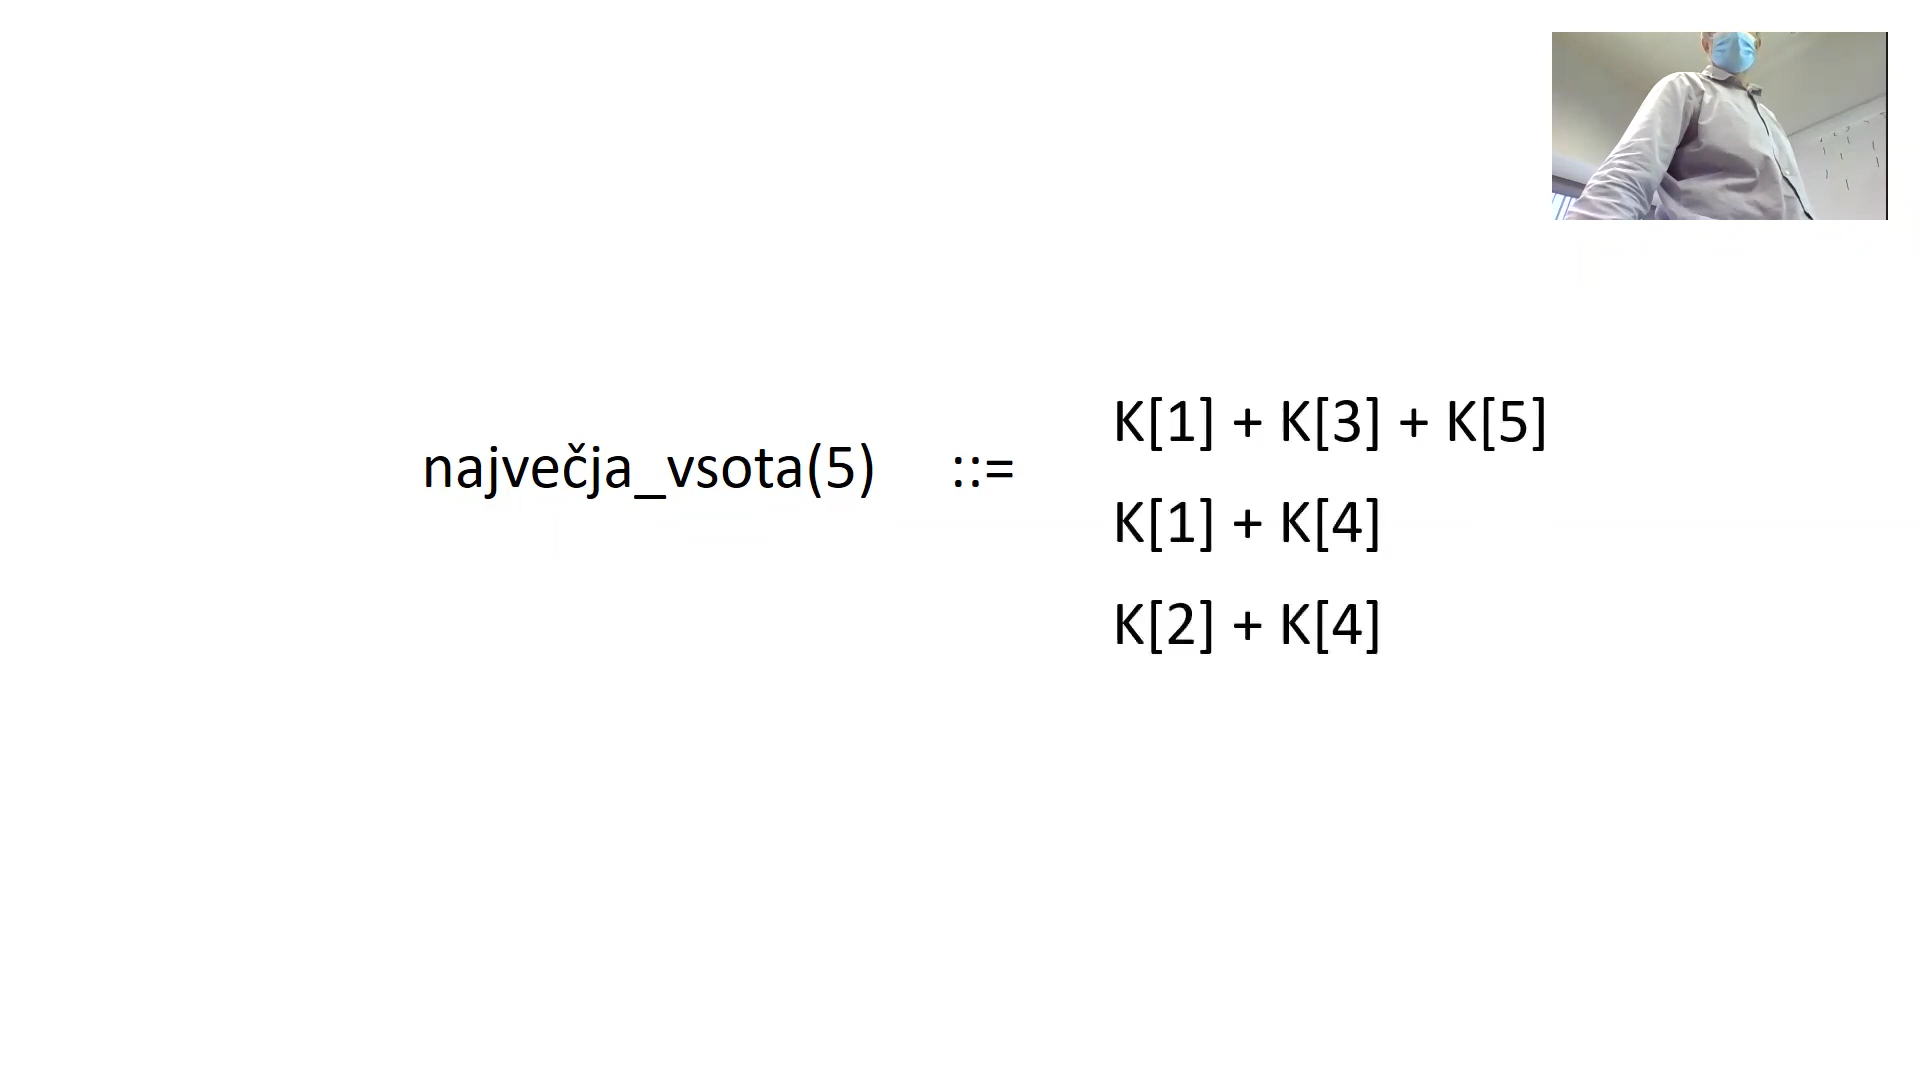 največja_vsota(5) ::=
K[1] + K[3] + K[5]
K[1] + K[4]
K[2] + K[4]